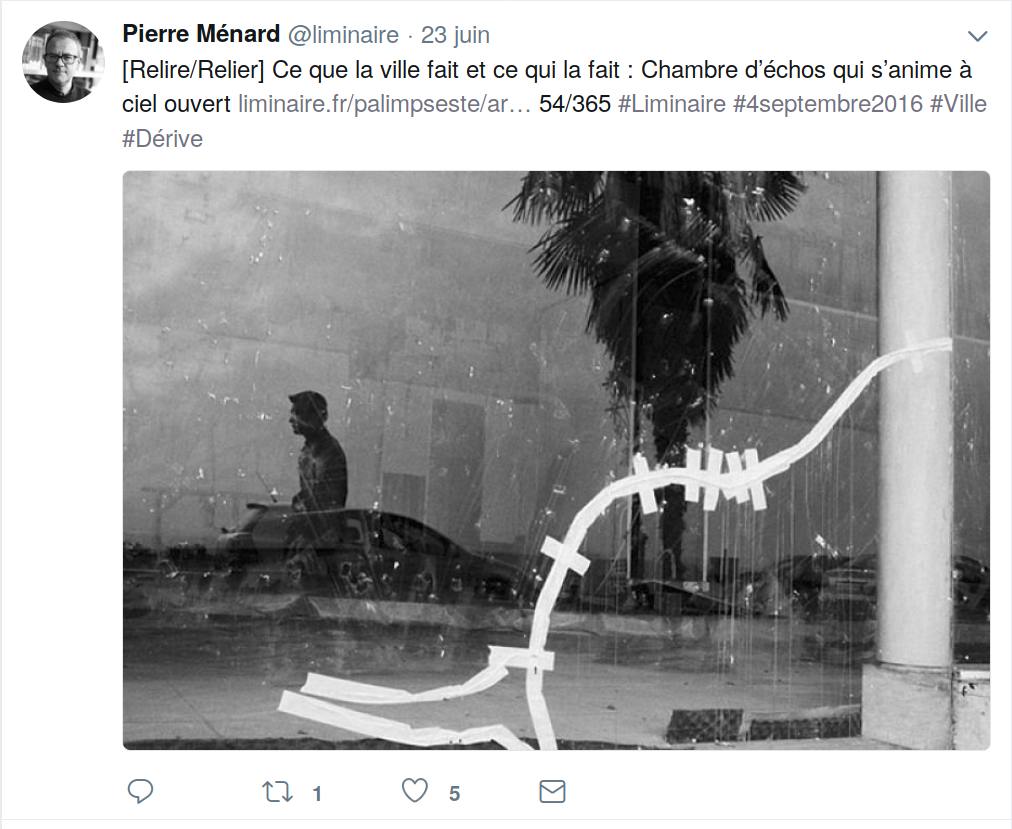 Pierre Ménard @liminaire · 23 juin
[Relire/Relier] Ce que la ville fait et ce qui la fait : Chambre d’échos qui s’anime à
ciel ouvert liminaire.fr/palimpseste/ar… 54/365 #Liminaire #4septembre2016 #Ville
#Dérive
1 5